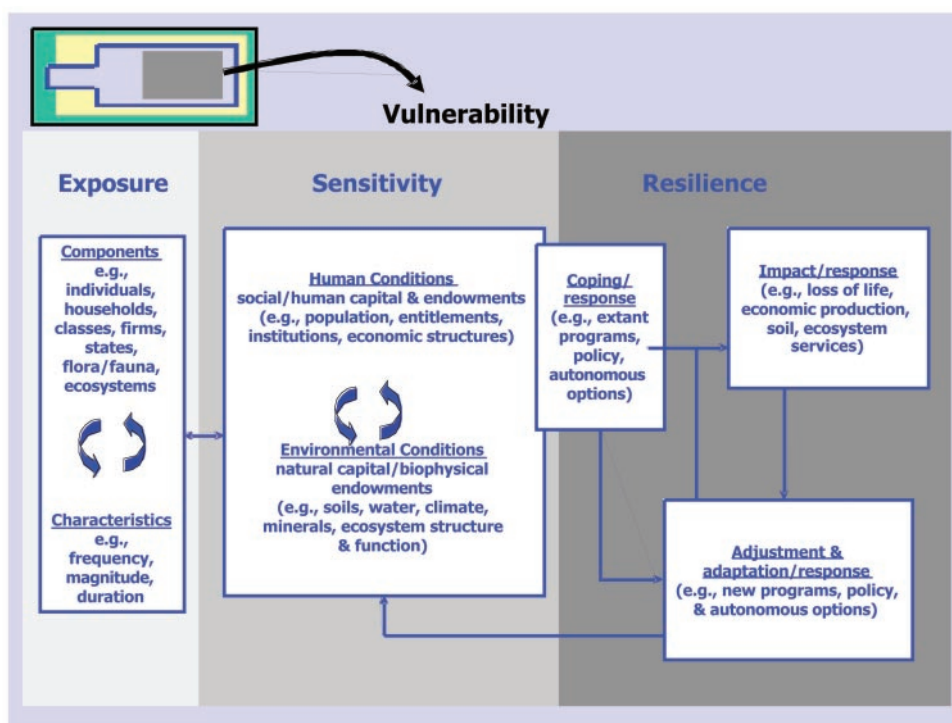 Vulnerability
Exposure
Sensitivity
Resilience
Components
e.g.,
individuals,
households,
classes, firms,
states,
flora/fauna,
ecosystems
Characteristics
e.g.,
frequency,
magnitude,
duration
Human Conditions
social/human capital & endowments
(e.g., population, entitlements,
institutions, economic structures)
Environmental Conditions
natural capital/biophysical
endowments
(e.g., soils, water, climate,
minerals, ecosystem structure
& function)
Coping/
response
(e.g., extant
programs,
policy,
autonomous
options)
Impact/response
(e.g., loss of life,
economic production,
soil, ecosystem
services)
Adjustment &
adaptation/response
(e.g., new programs, policy,
& autonomous options)